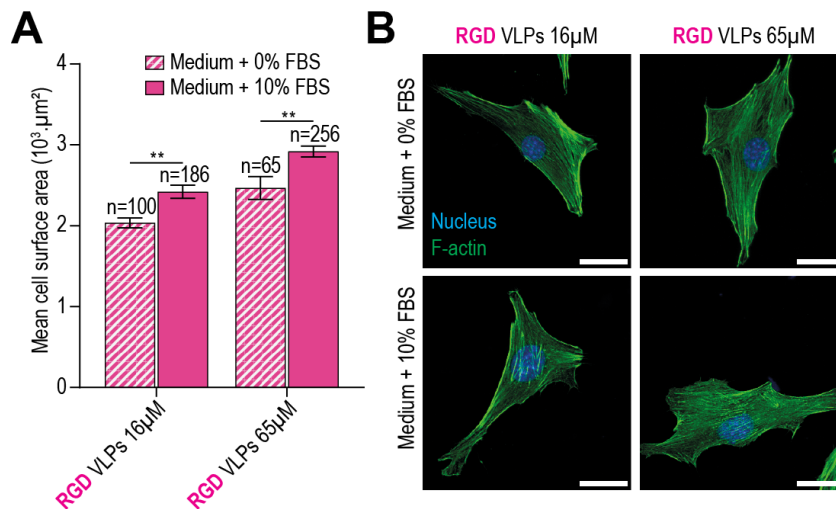 A
Medium + 0% FBS
Medium + 10% FBS
Mean cell surface area (10³.µm²)
4
3
2
1
0
n=100
**
n=186
n=65
**
n=256
RGD VLPs 16µM
RGD VLPs 65µM
B
RGD VLPs 16µM
RGD VLPs 65µM
Medium + 0% FBS
Nucleus
F-actin
Medium + 10% FBS